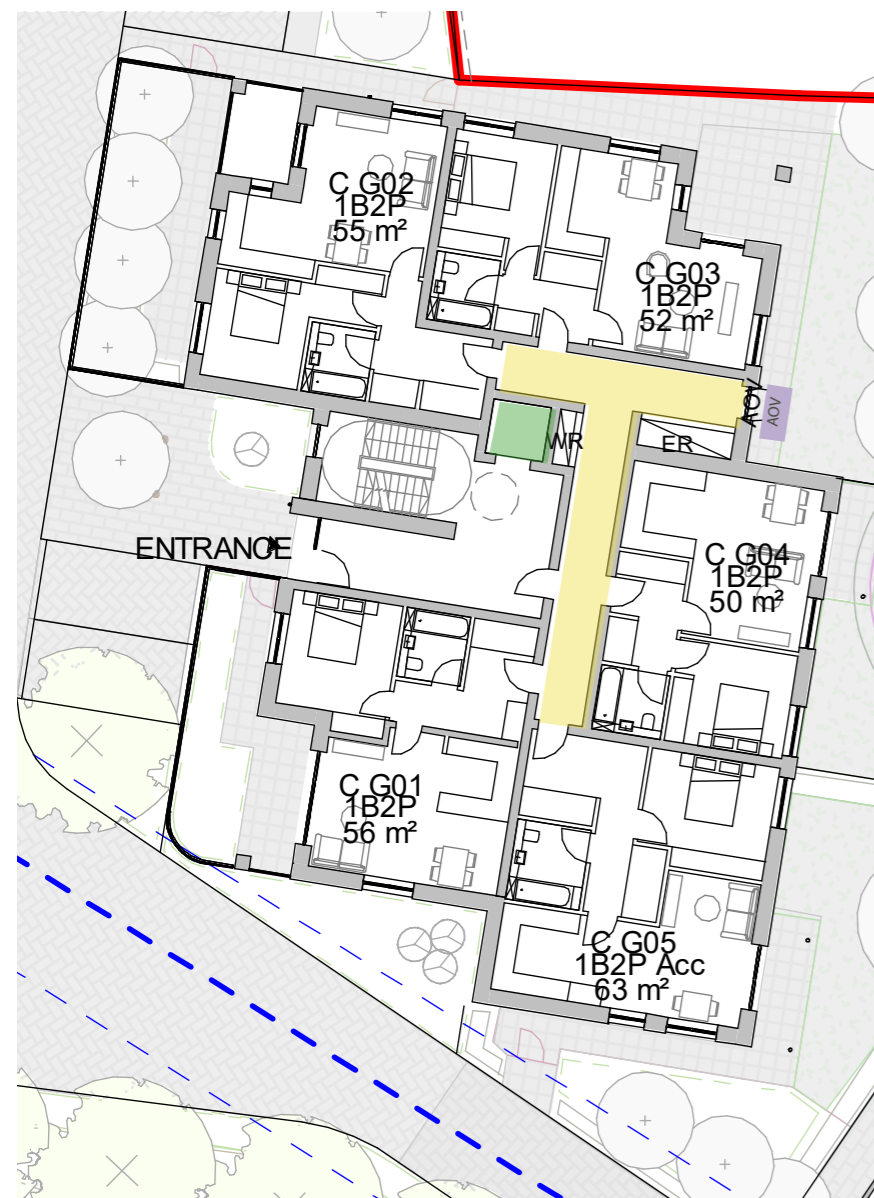 C G02
1B2P
55 m²
C G03
1B2P
52 m²
AOV
AOV
WR
ER
ENTRANCE
C G04
1B2P
50 m²
C G01
1B2P
56 m²
C G05
1B2P Acc
63 m²